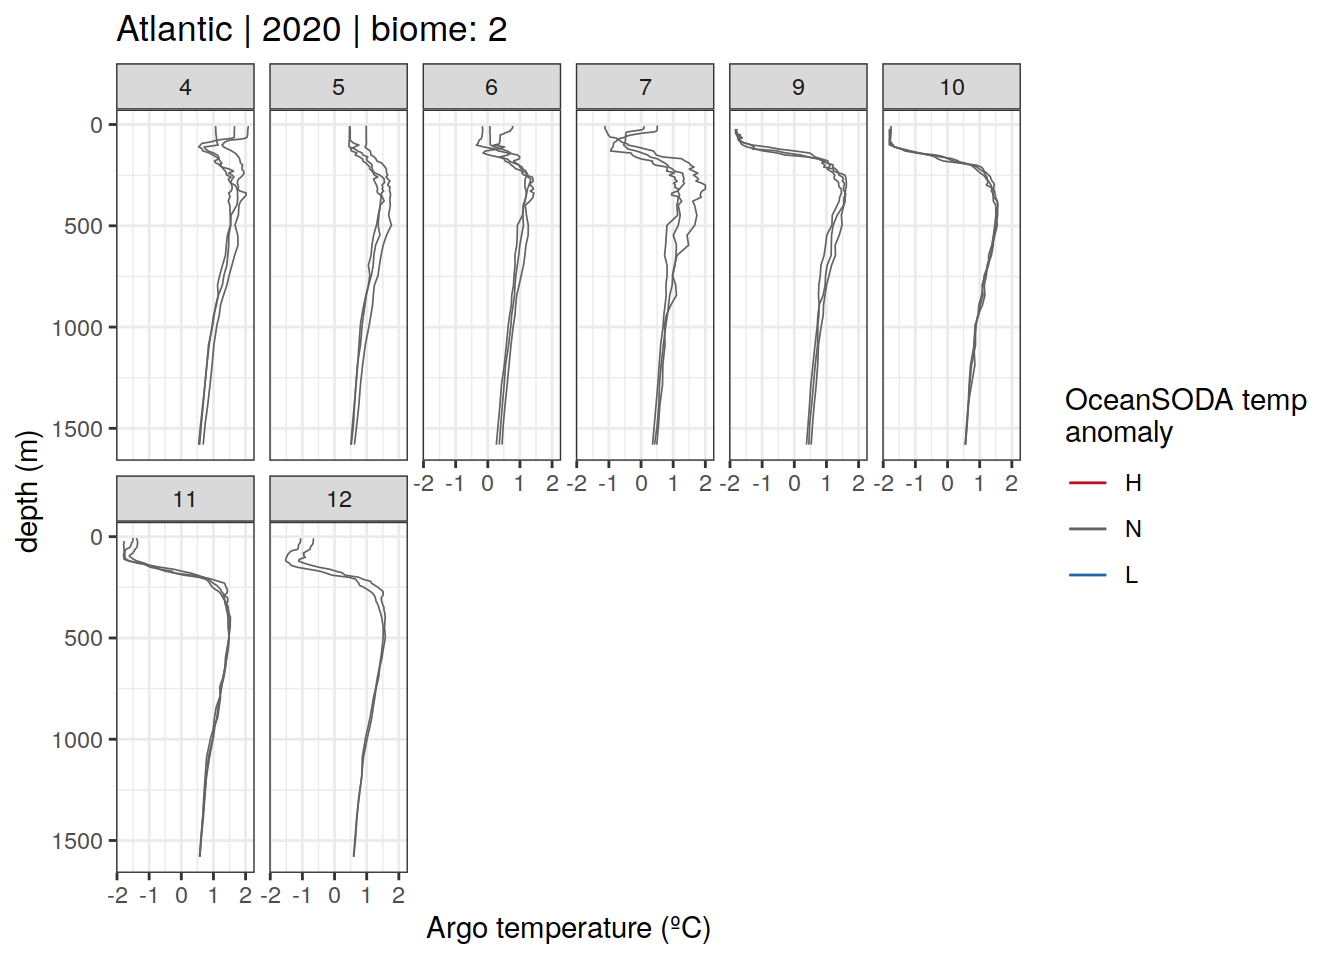 Atlantic | 2020 | biome: 2
4 5 6 7 9 10
0
500
1000
1500
-2 -1 0 1 2 -2 -1 0 1 2 -2 -1 0 1 2 -2 -1 0 1 2
11 12
0
500
1000
1500
-2 -1 0 1 2 -2 -1 0 1 2
depth (m)
Argo temperature (ºC)
OceanSODA temp
anomaly
H
N
L